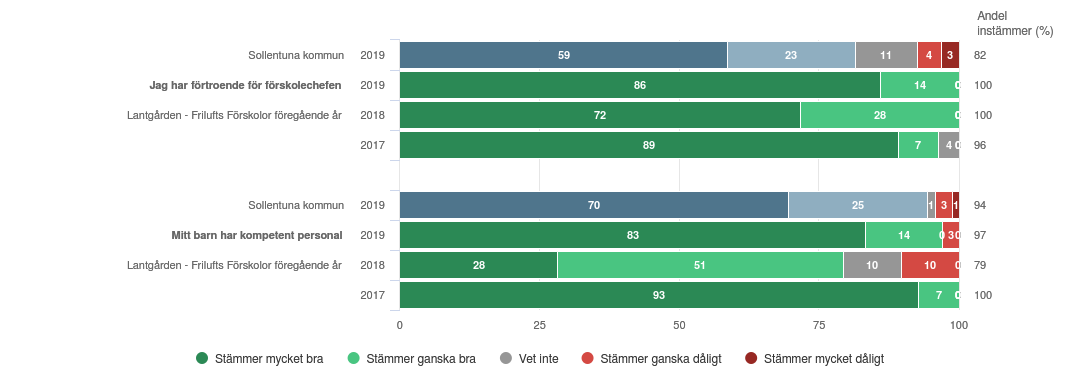 Andel
instämmer (%)
Sollentuna kommun 2019 59 23 11 4 3 82
Jag har förtroende för förskolechefen 2019 86 14 0 100
Lantgården - Frilufts Förskolor föregående år 2018 72 28 0 100
2017 89 7 4 0 96
Sollentuna kommun 2019 70 25 1 3 1 94
Mitt barn har kompetent personal 2019 83 14 0 3 0 97
Lantgården - Frilufts Förskolor föregående år 2018 28 51 10 10 0 79
2017 93 7 0 100
0 25 50 75 100
Stämmer mycket bra Stämmer ganska bra Vet inte Stämmer ganska dåligt Stämmer mycket dåligt